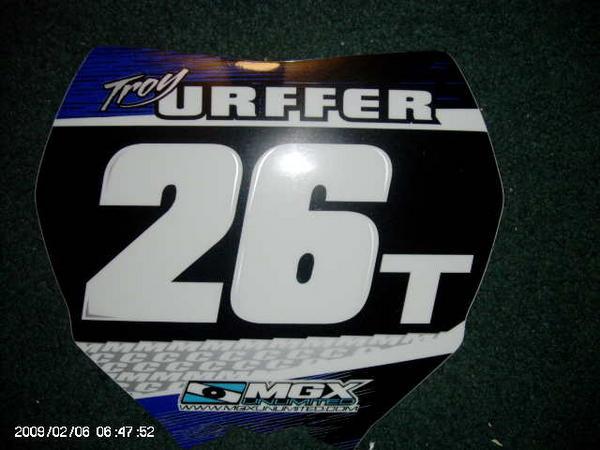 Troy
URFFER
26T
MGX
UNLIMITED
WWW.MGXUNLIMITED.COM
2009/02/06 06:47:52